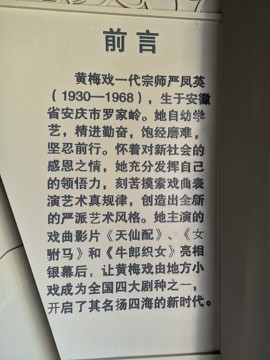 前言
黄梅戏一代宗师严凤英
（1930—1968），生于安徽
省安庆市罗家岭。她自幼学
艺，精进勤奋，饱经磨难，
坚忍前行。怀着对新社会的
感恩之情，她充分发挥自己
的领悟力，刻苦摸索戏曲表
演艺术真规律，创造出全新
的严派艺术风格。她主演的
戏曲影片《天仙配》、《女
驸马》和《牛郎织女》亮相
银幕后，让黄梅戏由地方小
戏成为全国四大剧种之一，
开启了其名扬四海的新时代。